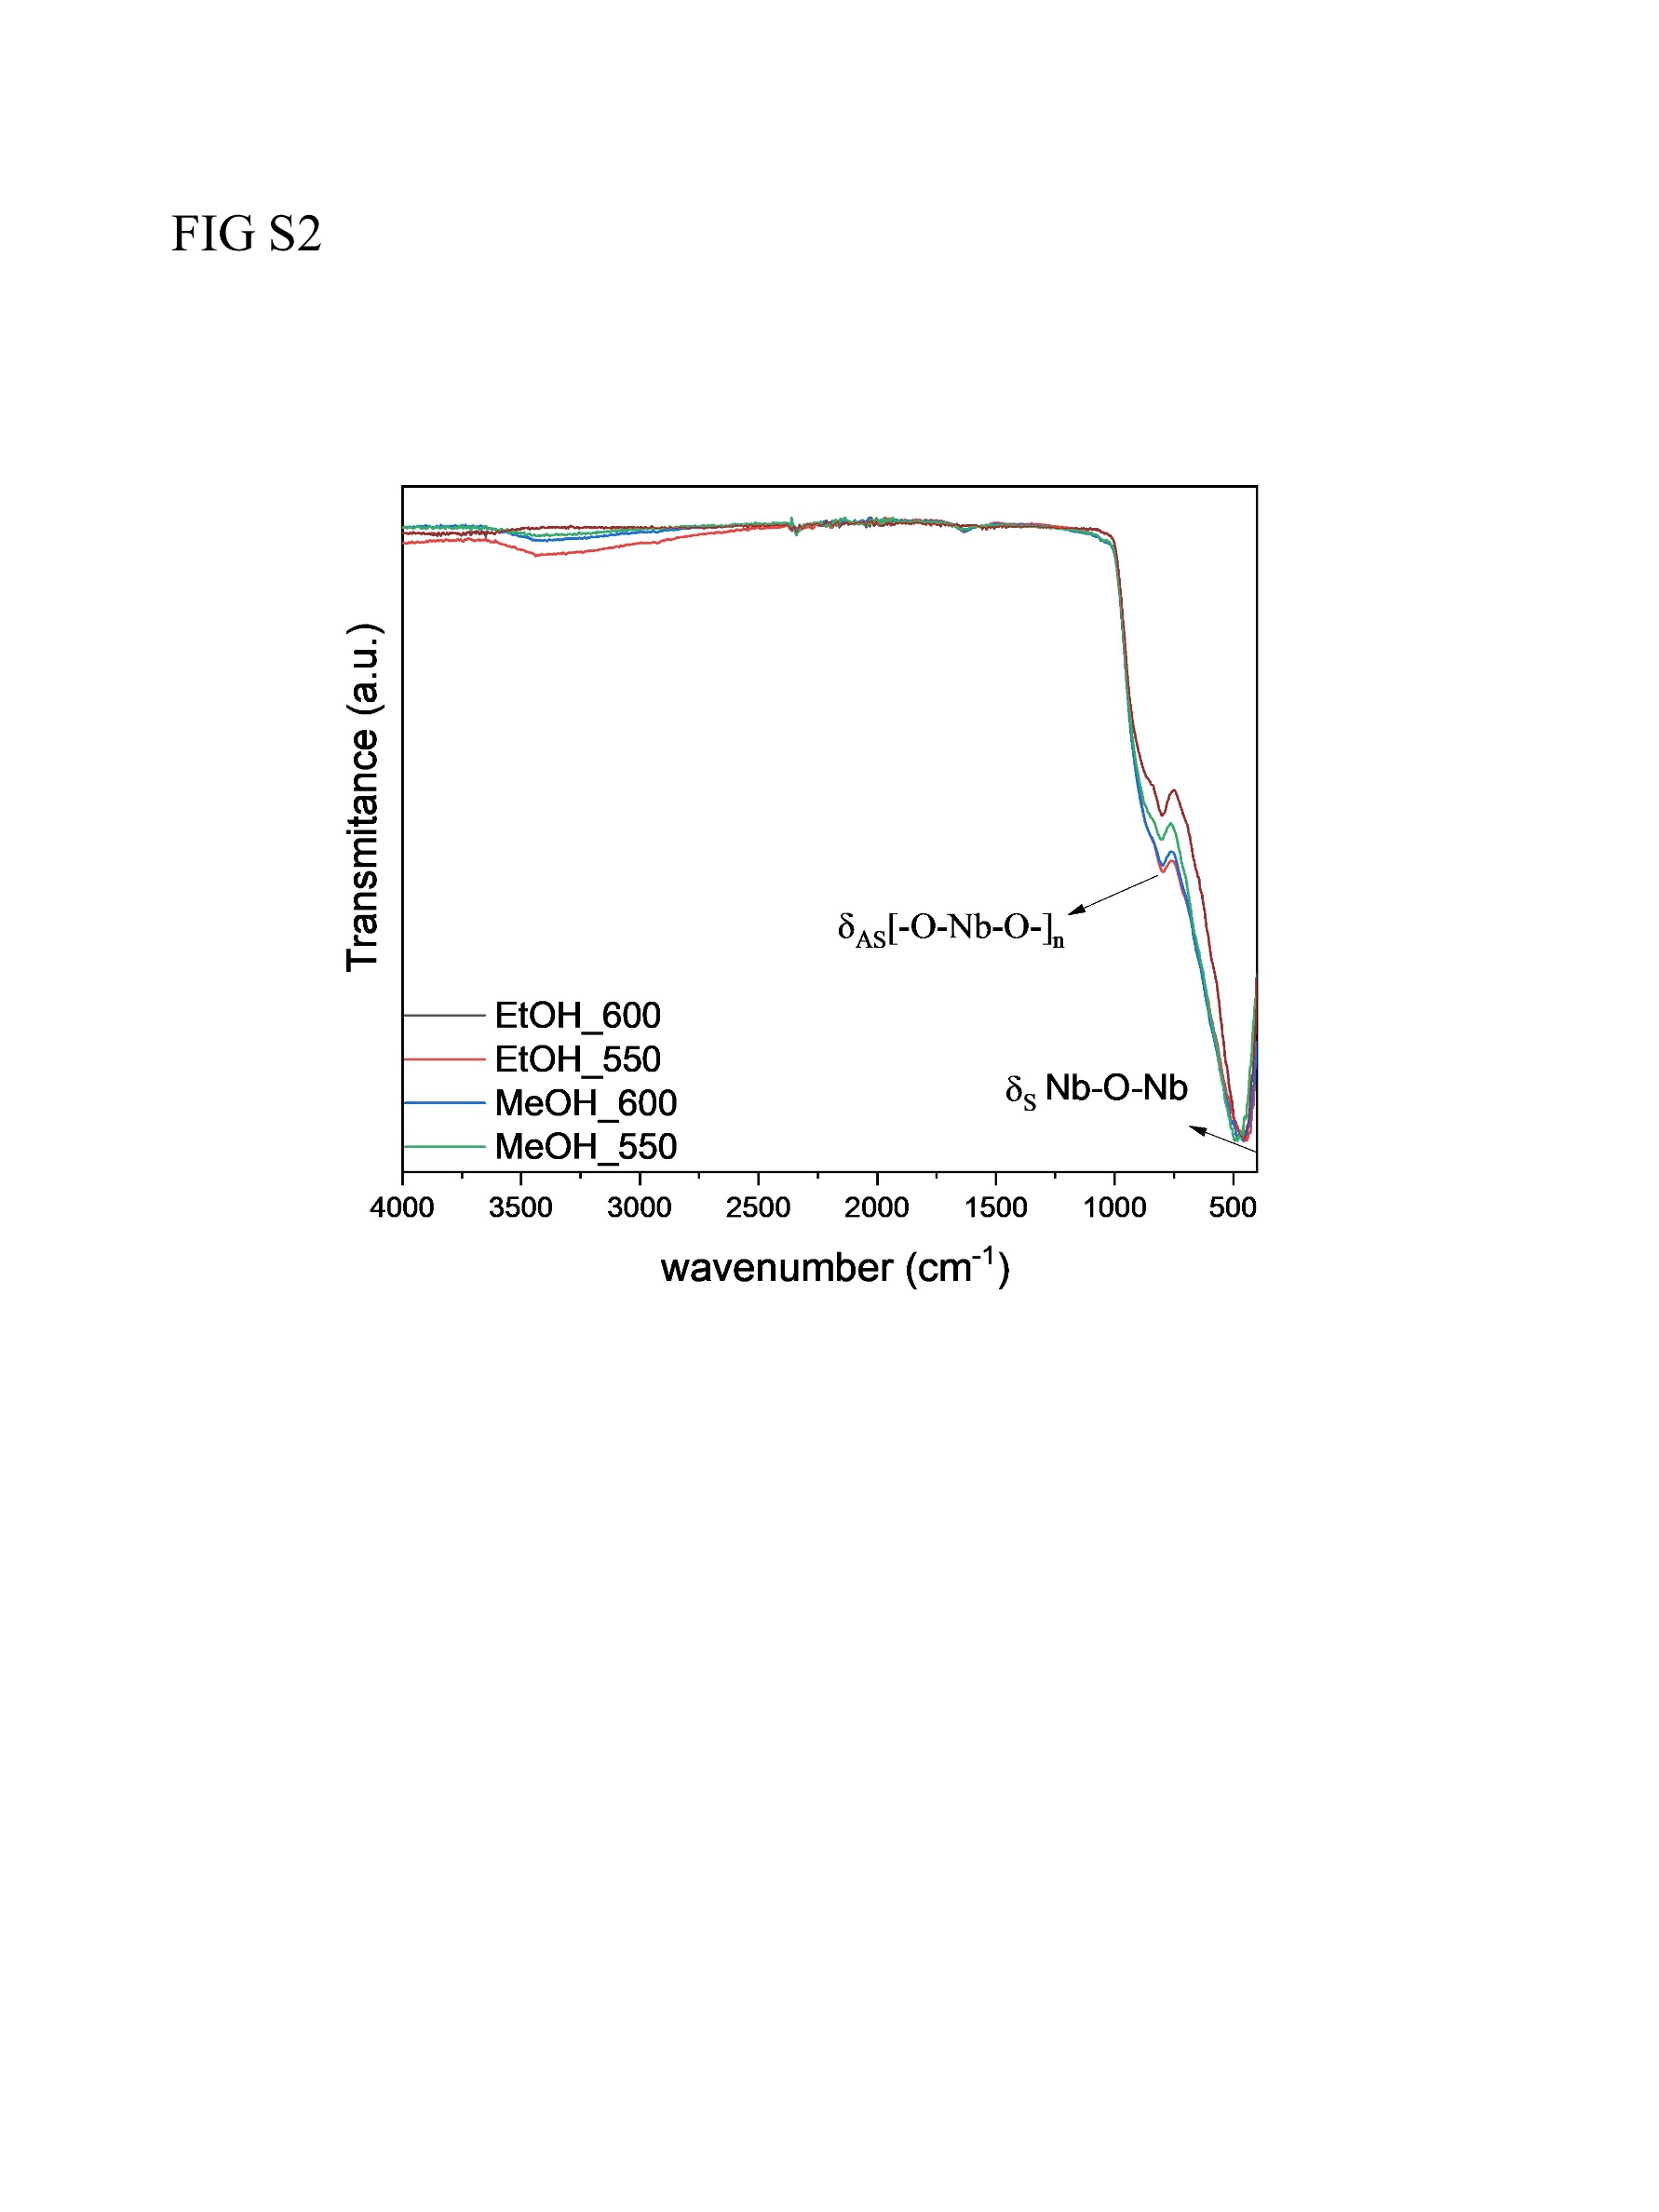 FIG S2
Transmitance (a.u.)
δAS[-O-Nb-O-]n
EtOH_600
EtOH_550
MeOH_600
MeOH_550
δS Nb-O-Nb
4000 3500 3000 2500 2000 1500 1000 500
wavenumber (cm-1)